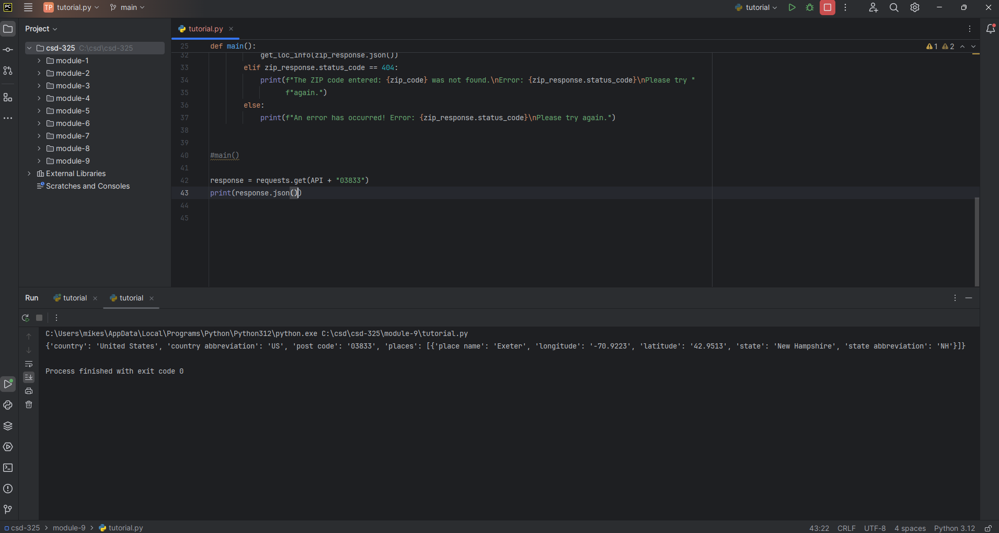 PC TP tutorial.py main tutorial
Project
tutorial.py
csd-325 C:\csd\csd-325
module-1
module-2
module-3
module-4
module-5
module-6
module-7
module-8
module-9
External Libraries
Scratches and Consoles
25 def main(): 1 2
32 get_loc_info(zip_response.json())
33 elif zip_response.status_code == 404:
34 print(f"The ZIP code entered: {zip_code} was not found.\nError: {zip_response.status_code}\nPlease try "
35 f"again.")
36 else:
37 print(f"An error has occurred! Error: {zip_response.status_code}\nPlease try again.")
38
39
40 #main()
41
42 response = requests.get(API + "03833")
43 print(response.json())
44
45
Run tutorial tutorial
C:\Users\mikes\AppData\Local\Programs\Python\Python312\python.exe C:\csd\csd-325\module-9\tutorial.py
{'country': 'United States', 'country abbreviation': 'US', 'post code': '03833', 'places': [{'place name': 'Exeter', 'longitude': '-70.9223', 'latitude': '42.9513', 'state': 'New Hampshire', 'state abbreviation': 'NH'}]}
Process finished with exit code 0
csd-325 > module-9 > tutorial.py 43:22 CRLF UTF-8 4 spaces Python 3.12